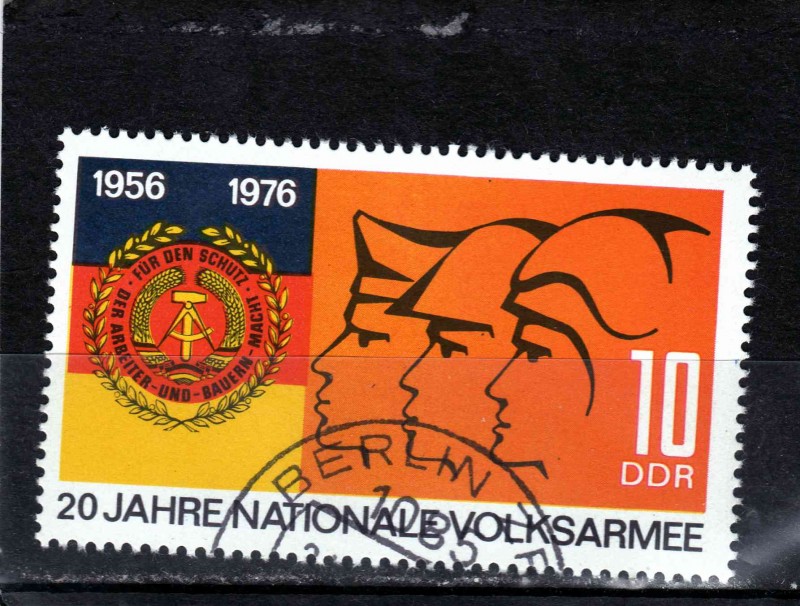 1956 1976
FÜR DEN SCHUTZ
DER ARBEITER-UND-BAUERN-MACHT
10
DDR
BERLIN
20 JAHRE NATIONALE VOLKSARMEE